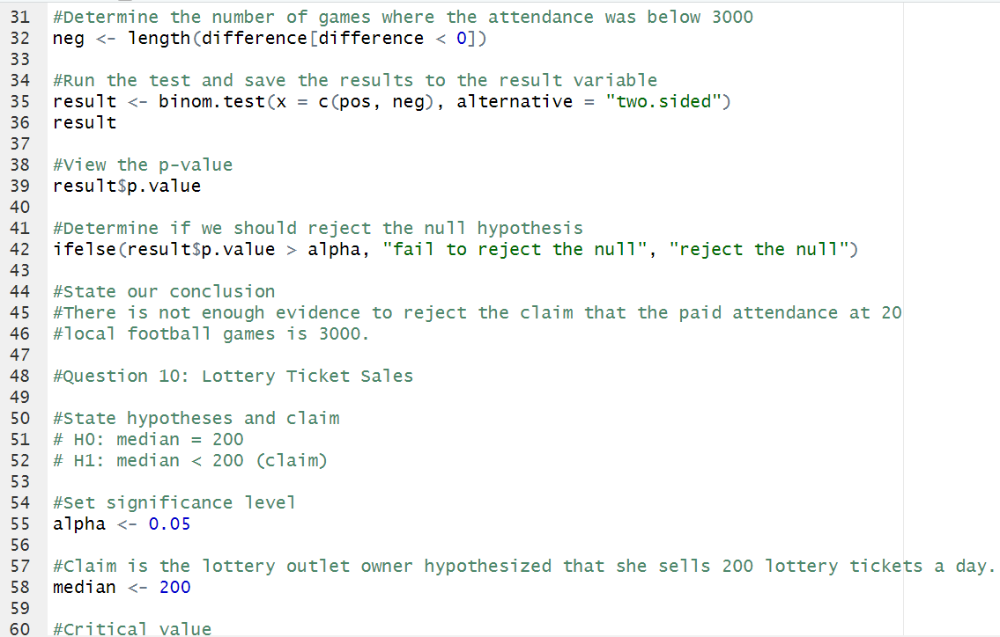 31 #Determine the number of games where the attendance was below 3000
32 neg <- length(difference[difference < 0])
33
34 #Run the test and save the results to the result variable
35 result <- binom.test(x = c(pos, neg), alternative = "two.sided")
36 result
37
38 #View the p-value
39 result$p.value
40
41 #Determine if we should reject the null hypothesis
42 ifelse(result$p.value > alpha, "fail to reject the null", "reject the null")
43
44 #State our conclusion
45 #There is not enough evidence to reject the claim that the paid attendance at 20
46 #local football games is 3000.
47
48 #Question 10: Lottery Ticket Sales
49
50 #State hypotheses and claim
51 # H0: median = 200
52 # H1: median < 200 (claim)
53
54 #Set significance level
55 alpha <- 0.05
56
57 #Claim is the lottery outlet owner hypothesized that she sells 200 lottery tickets a day.
58 median <- 200
59
60 #Critical value